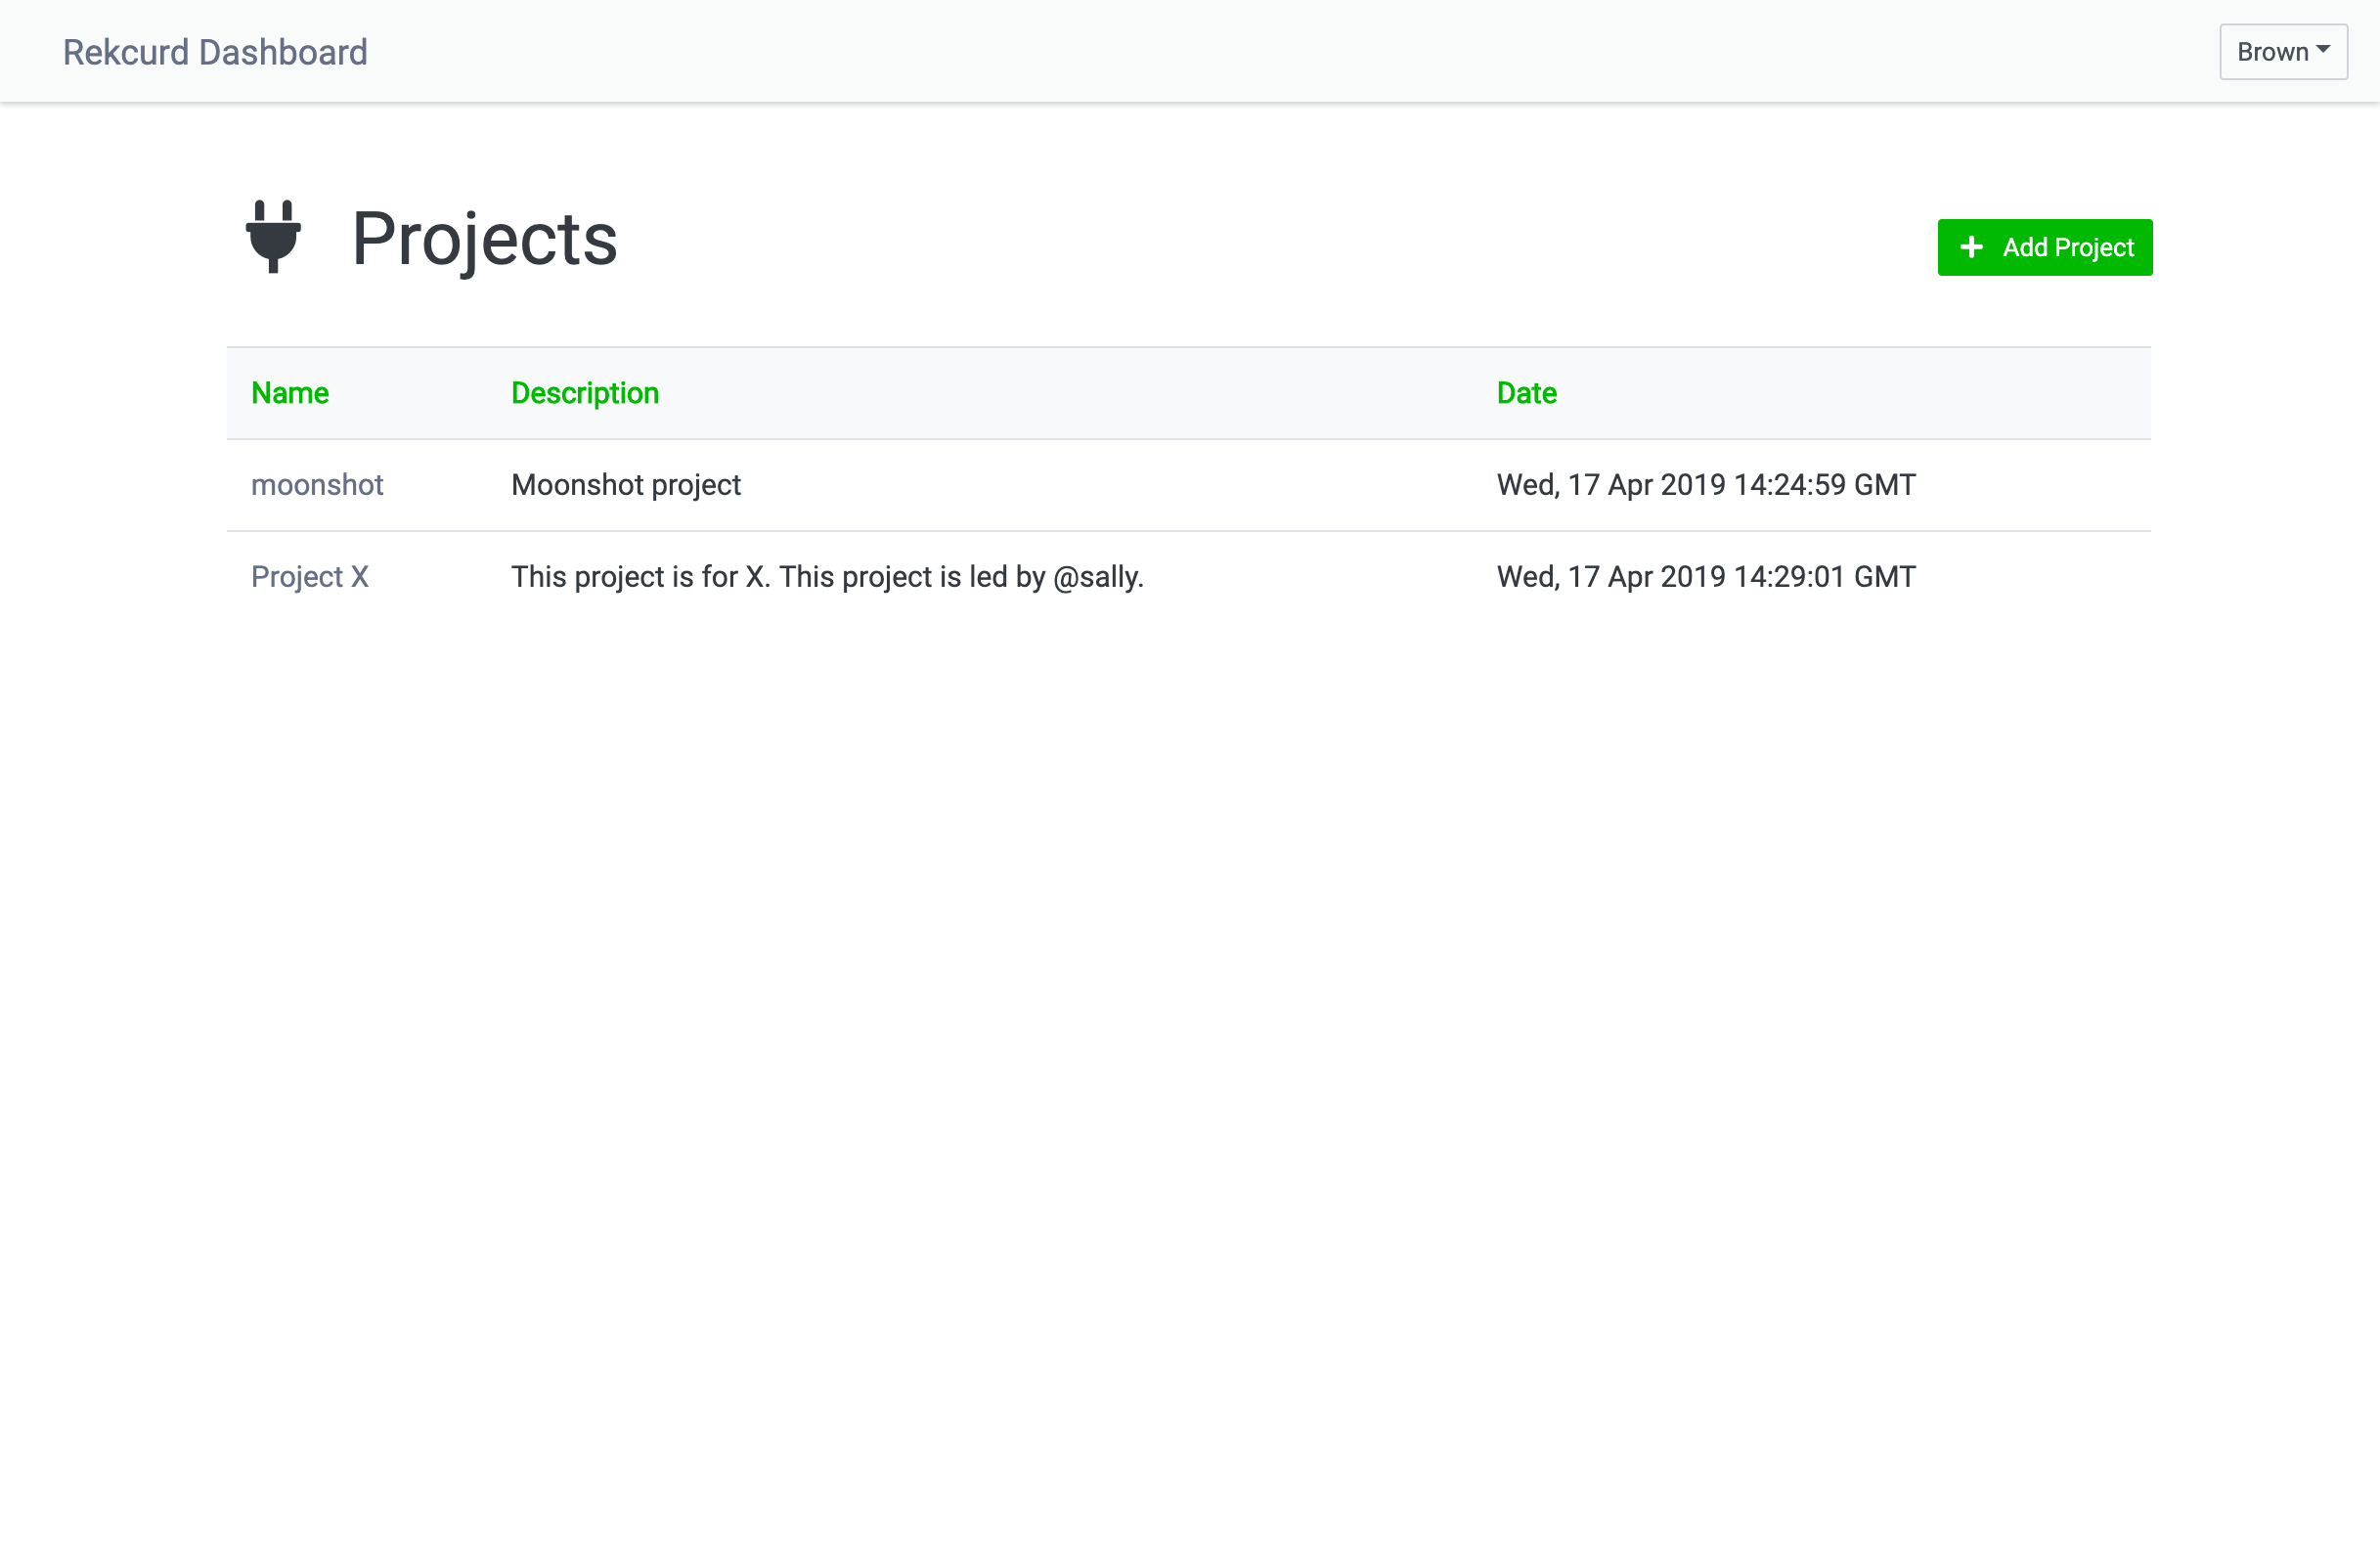 Rekcurd Dashboard
Brown
Projects
Add Project
Name Description Date
moonshot Moonshot project Wed, 17 Apr 2019 14:24:59 GMT
Project X This project is for X. This project is led by @sally. Wed, 17 Apr 2019 14:29:01 GMT